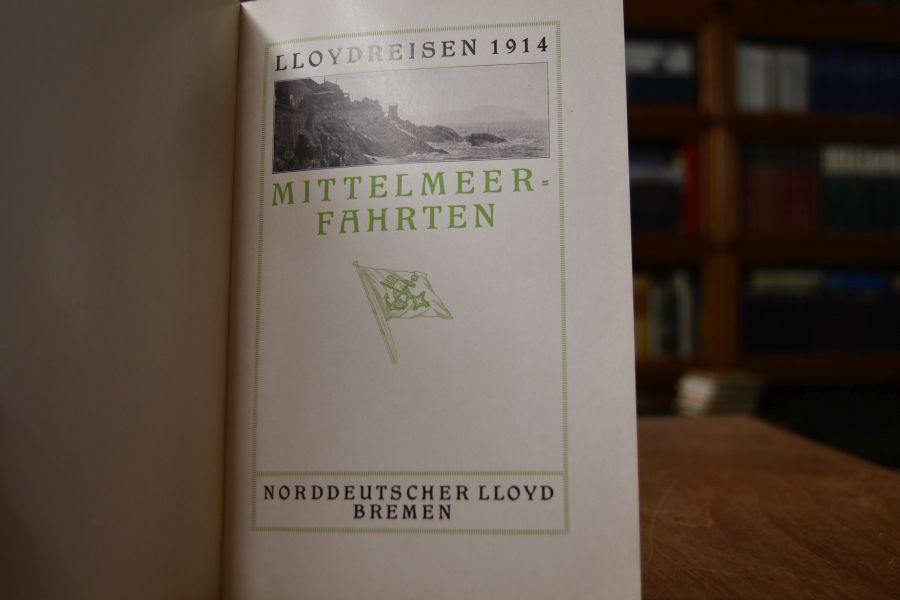 LLOYDREISEN 1914
MITTELMEER-
FAHRTEN
NORDDEUTSCHER LLOYD
BREMEN